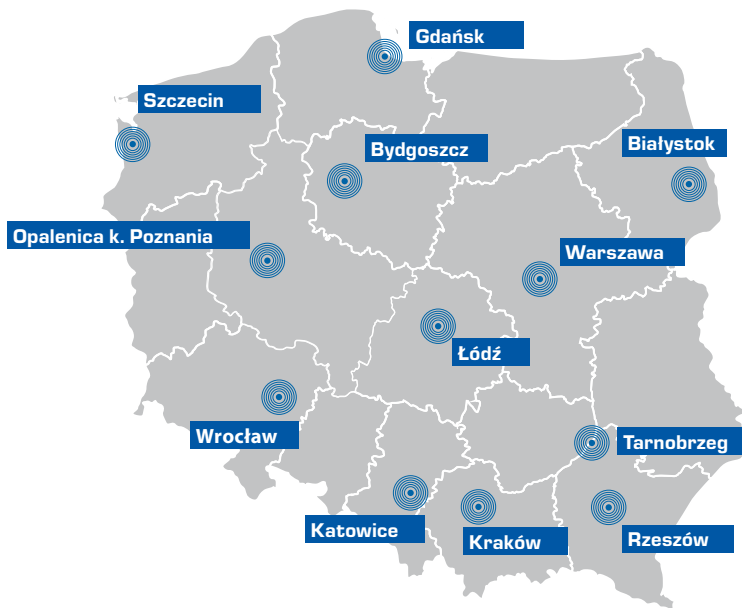 Gdańsk
Szczecin
Bydgoszcz
Białystok
Opalenica k. Poznania
Warszawa
Łódź
Wrocław
Tarnobrzeg
Katowice
Kraków
Rzeszów